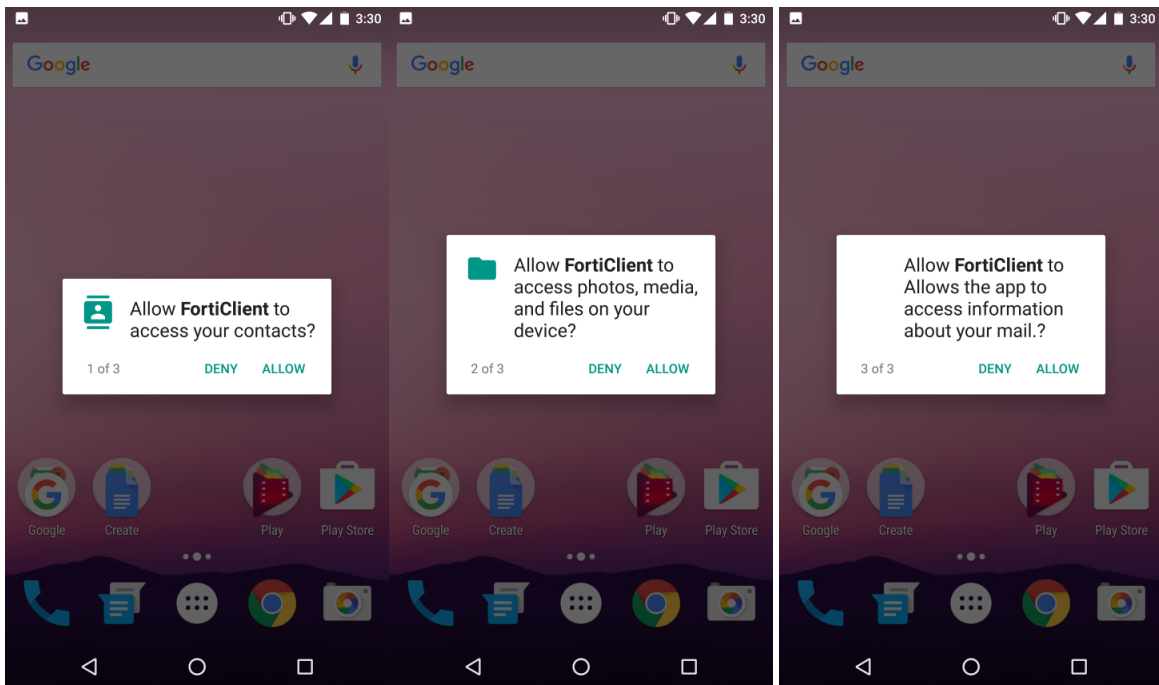 3:30
Google
Allow FortiClient to
access your contacts?
1 of 3 DENY ALLOW
Google Create Play Play Store
3:30
Google
Allow FortiClient to
access photos, media,
and files on your
device?
2 of 3 DENY ALLOW
Google Create Play Play Store
3:30
Google
Allow FortiClient to
Allows the app to
access information
about your mail.?
3 of 3 DENY ALLOW
Google Create Play Play Store